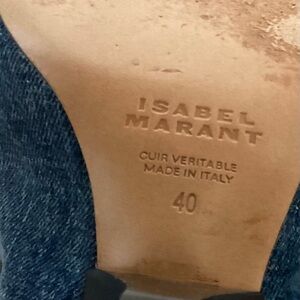 ISABEL
MARANT
CUIR VERITABLE
MADE IN ITALY
40